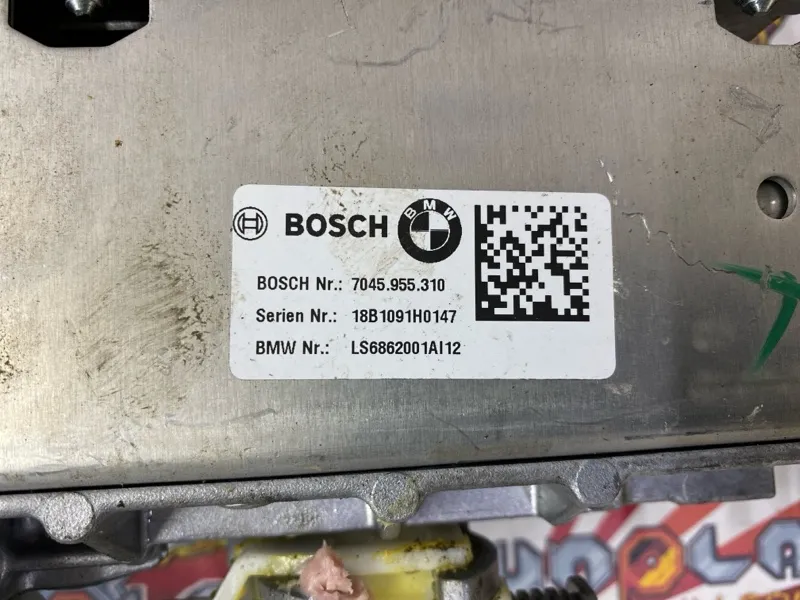 BOSCH BMW
BOSCH Nr.: 7045.955.310
Serien Nr.: 18B1091H0147
BMW Nr.: LS6862001AI12